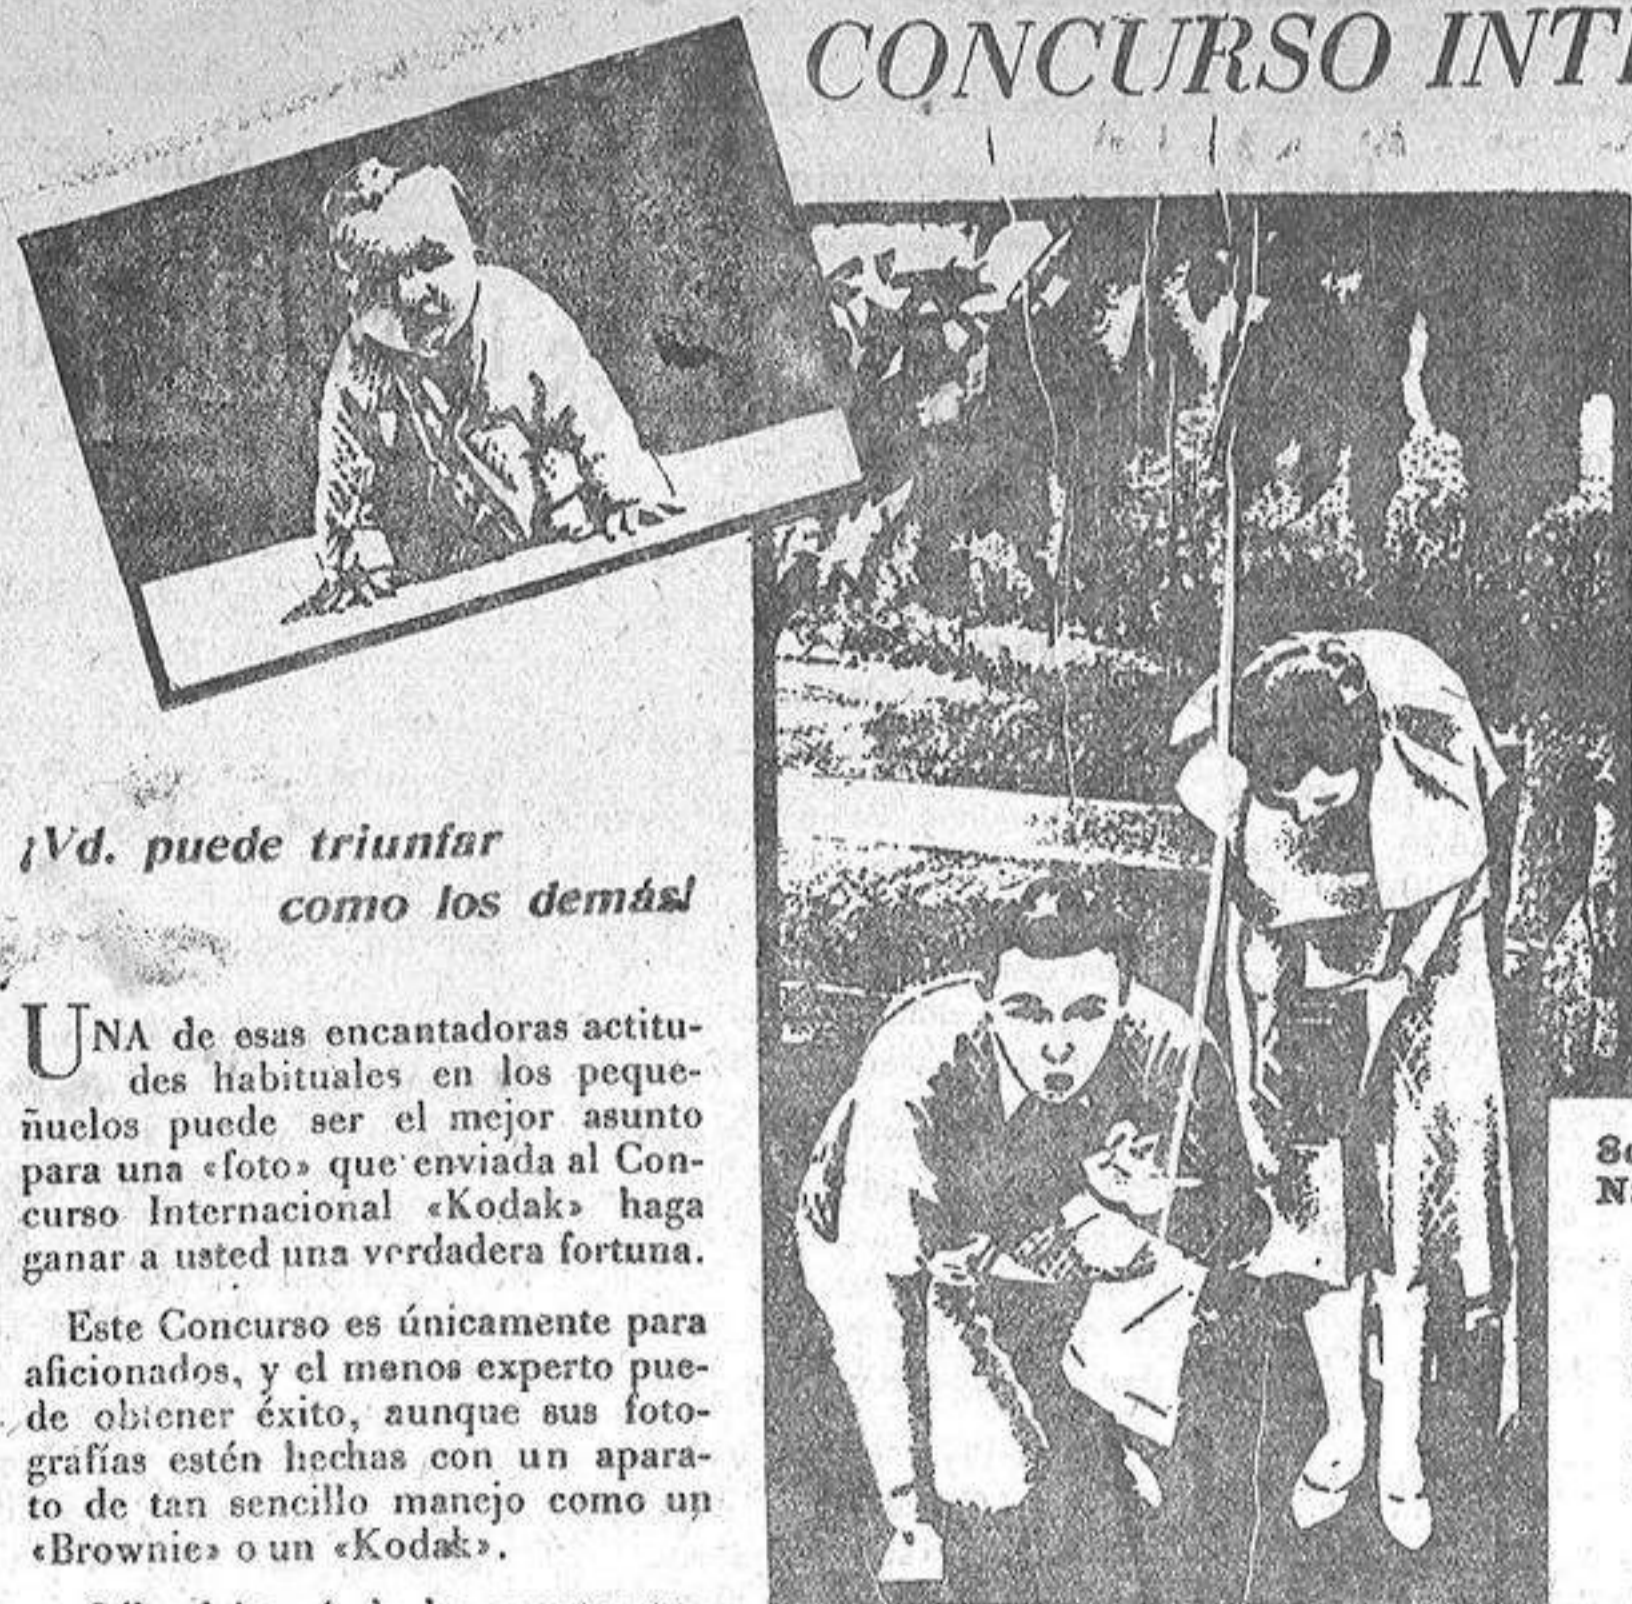 CONCURSO
¡Vd. puede triunfar
como los demás!
UNA de esas encantadoras actitu-
des habituales en los peque-
ñuelos puede ser el mejor asunto
para una «foto» que enviada al Con-
curso Internacional «Kodak» haga
ganar a usted una verdadera fortuna.
Este Concurso es únicamente para
aficionados, y el menos experto pue-
de obtener éxito, aunque sus foto-
grafías estén hechas con un apara-
to de tan sencillo manejo como un
«Brownie» o un «Kodak».